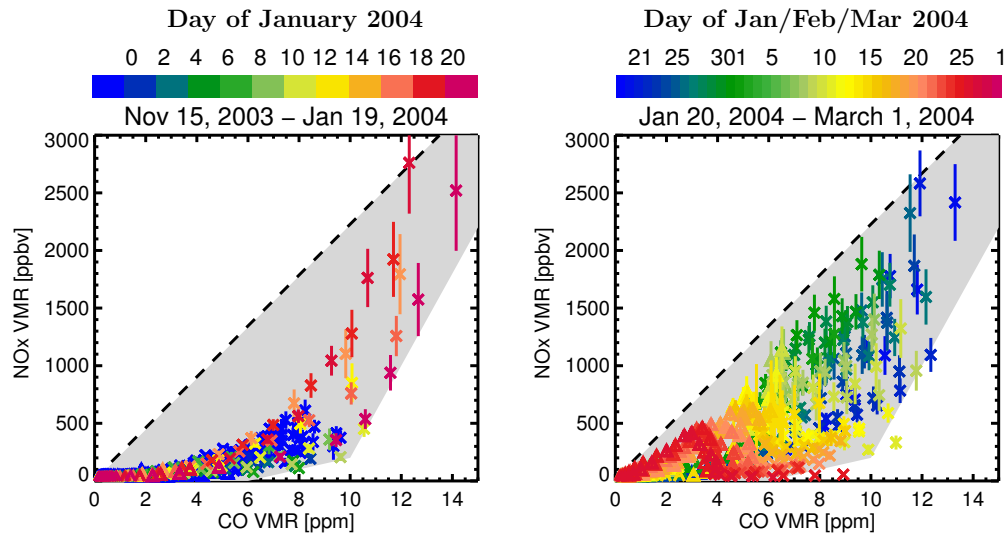 Day of January 2004
0 2 4 6 8 10 12 14 16 18 20
Nov 15, 2003 – Jan 19, 2004
NOx VMR [ppbv]
3000
2500
2000
1500
1000
500
0
0 2 4 6 8 10 12 14
CO VMR [ppm]
Day of Jan/Feb/Mar 2004
21 25 301 5 10 15 20 25 1
Jan 20, 2004 – March 1, 2004
NOx VMR [ppbv]
3000
2500
2000
1500
1000
500
0
0 2 4 6 8 10 12 14
CO VMR [ppm]